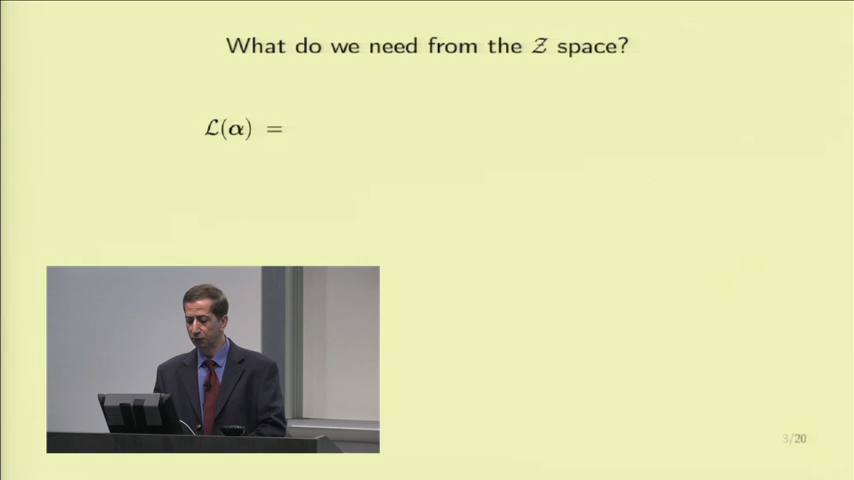 What do we need from the 𝒵 space?
ℒ(𝜶) =
3/20